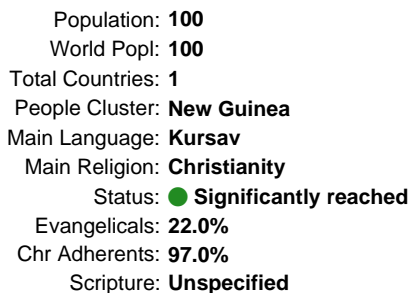 Population: 100
World Popl: 100
Total Countries: 1
People Cluster: New Guinea
Main Language: Kursav
Main Religion: Christianity
Status: Significantly reached
Evangelicals: 22.0%
Chr Adherents: 97.0%
Scripture: Unspecified